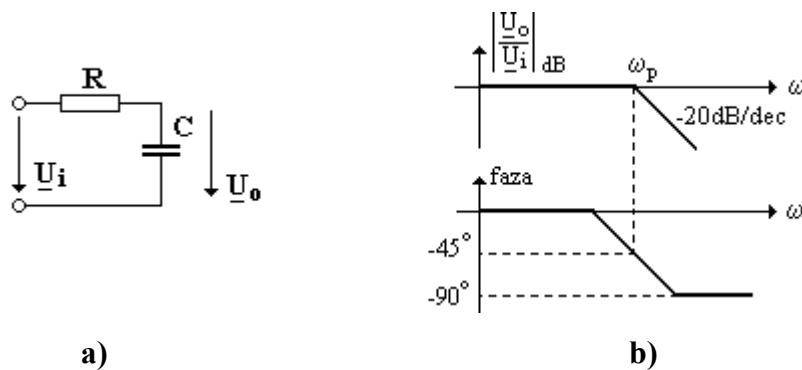 R
C
U̲i
U̲o
a)
|U̲o/U̲i| dB
ωp
ω
-20dB/dec
faza
ω
-45°
-90°
b)